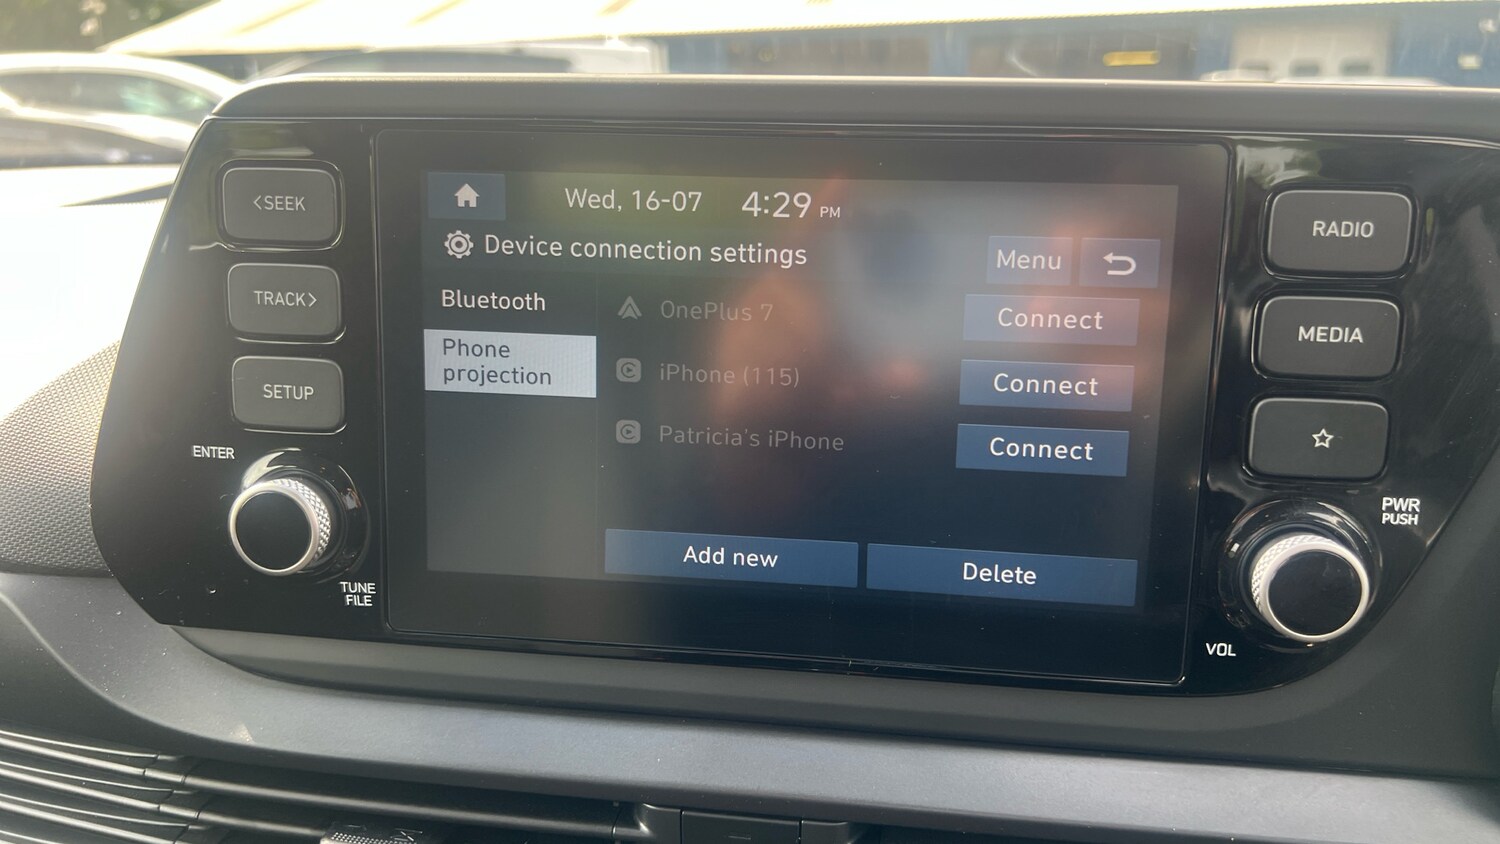 <SEEK
TRACK>
SETUP
ENTER
TUNE
FILE
Wed, 16-07 4:29 PM
Device connection settings
Menu
Bluetooth
Phone
projection
OnePlus 7
Connect
iPhone (115)
Connect
Patricia's iPhone
Connect
Add new
Delete
RADIO
MEDIA
PWR
PUSH
VOL